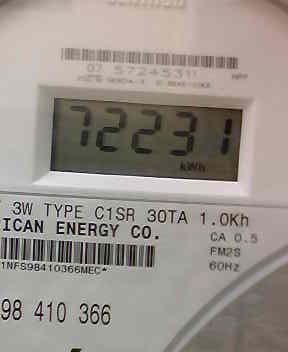 07 572453
72231
kWh
3W TYPE C1SR 30TA 1.0Kh
ICAN ENERGY CO.
CA 0.5
FM2S
1NFS98410366MEC*
60Hz
98 410 366